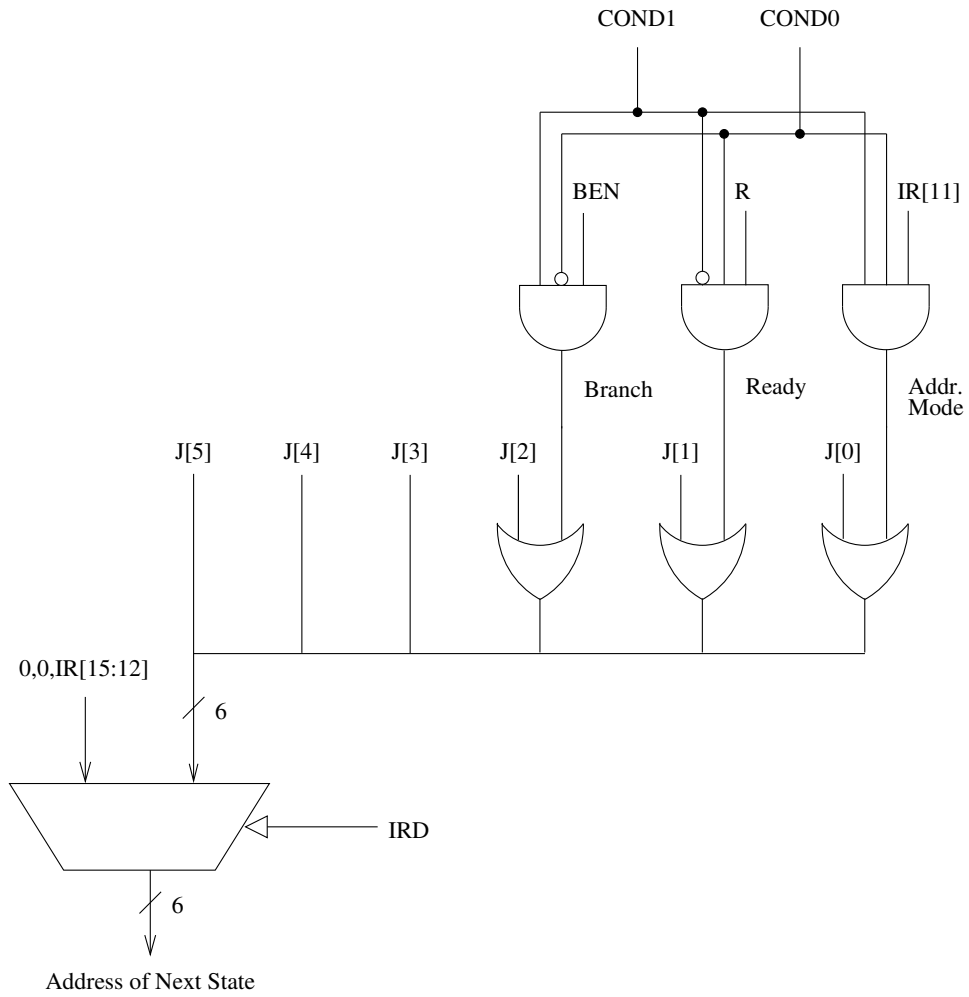 COND1 COND0
BEN R IR[11]
Branch Ready Addr.
Mode
J[5] J[4] J[3] J[2] J[1] J[0]
0,0,IR[15:12]
6
IRD
6
Address of Next State